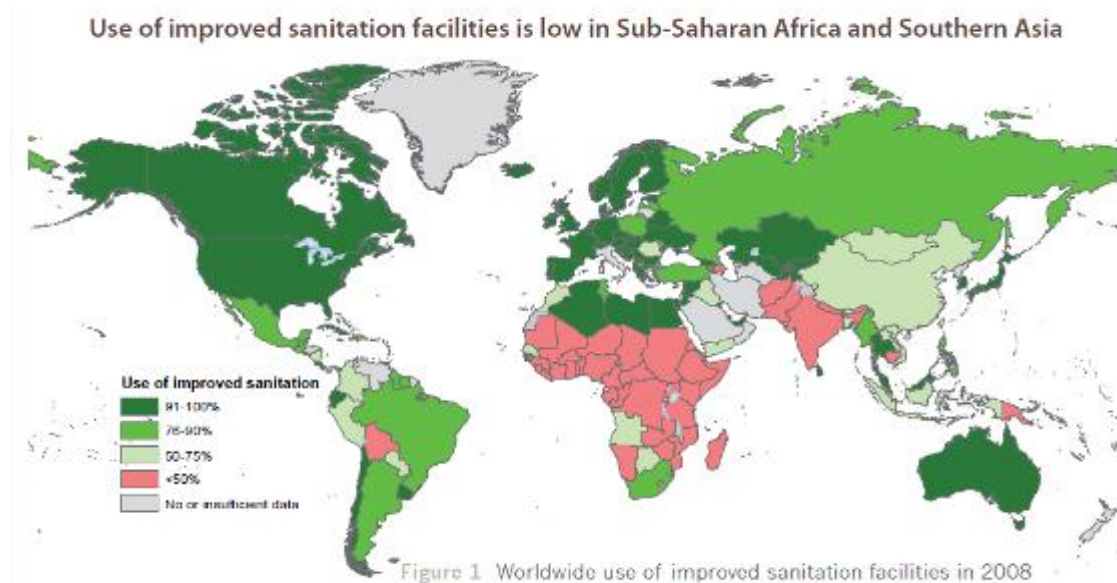 Use of improved sanitation facilities is low in Sub-Saharan Africa and Southern Asia
Use of improved sanitation
91-100%
76-90%
50-75%
<50%
No or insufficient data
Figure 1 Worldwide use of improved sanitation facilities in 2008